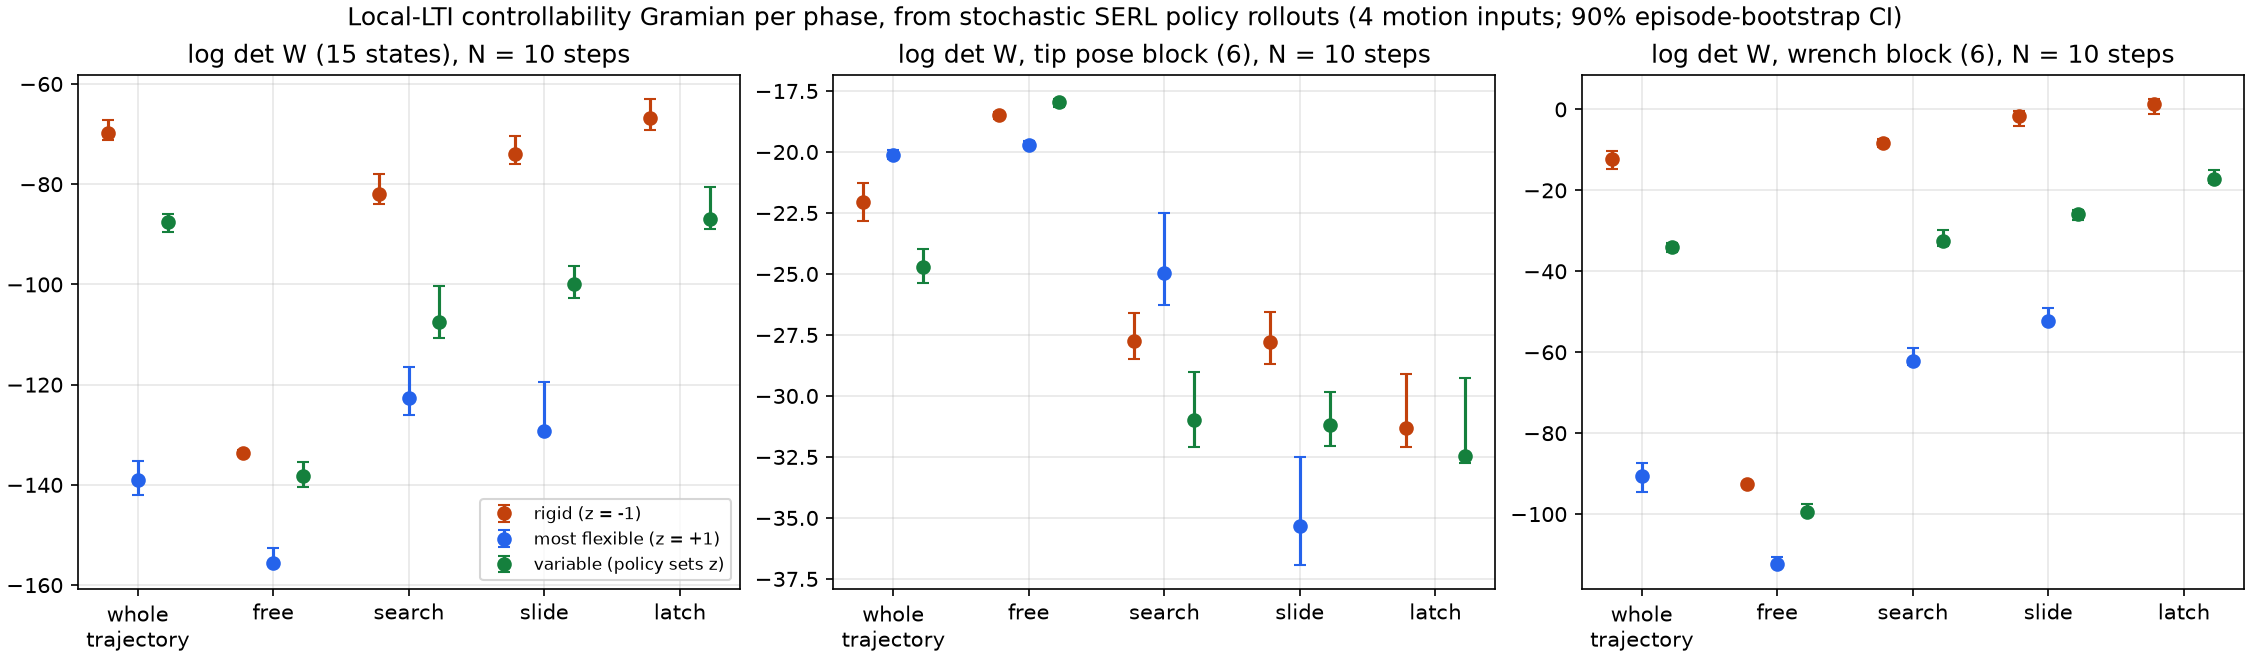 Local-LTI controllability Gramian per phase, from stochastic SERL policy rollouts (4 motion inputs; 90% episode-bootstrap CI)
log det W (15 states), N = 10 steps
−60
−80
−100
−120
−140
−160
whole
trajectory
free
search
slide
latch
rigid (z = -1)
most flexible (z = +1)
variable (policy sets z)
log det W, tip pose block (6), N = 10 steps
−17.5
−20.0
−22.5
−25.0
−27.5
−30.0
−32.5
−35.0
−37.5
whole
trajectory
free
search
slide
latch
log det W, wrench block (6), N = 10 steps
0
−20
−40
−60
−80
−100
whole
trajectory
free
search
slide
latch